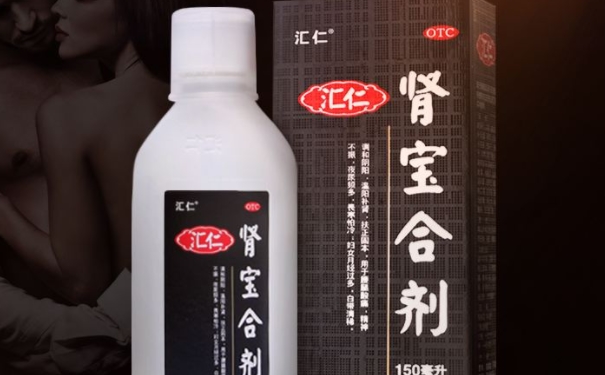 汇仁®
OTC
汇仁
肾宝合剂
调和阴阳、温阳补肾、扶正固本。用于腰腿酸痛，精神
不振，夜尿频多，畏寒怕冷；妇女月经过多，白带清稀。
150毫升
汇仁®
OTC
汇仁
肾宝合剂